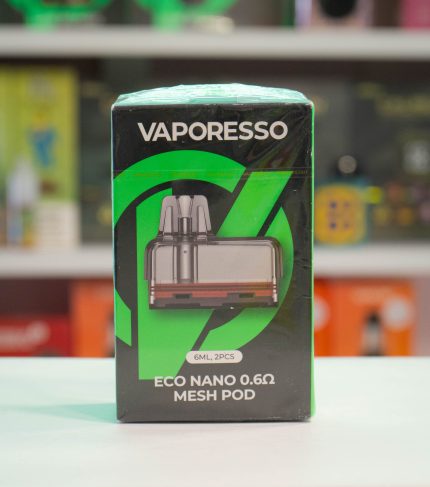 VAPORESSO
6ML, 2PCS
ECO NANO 0.6Ω
MESH POD